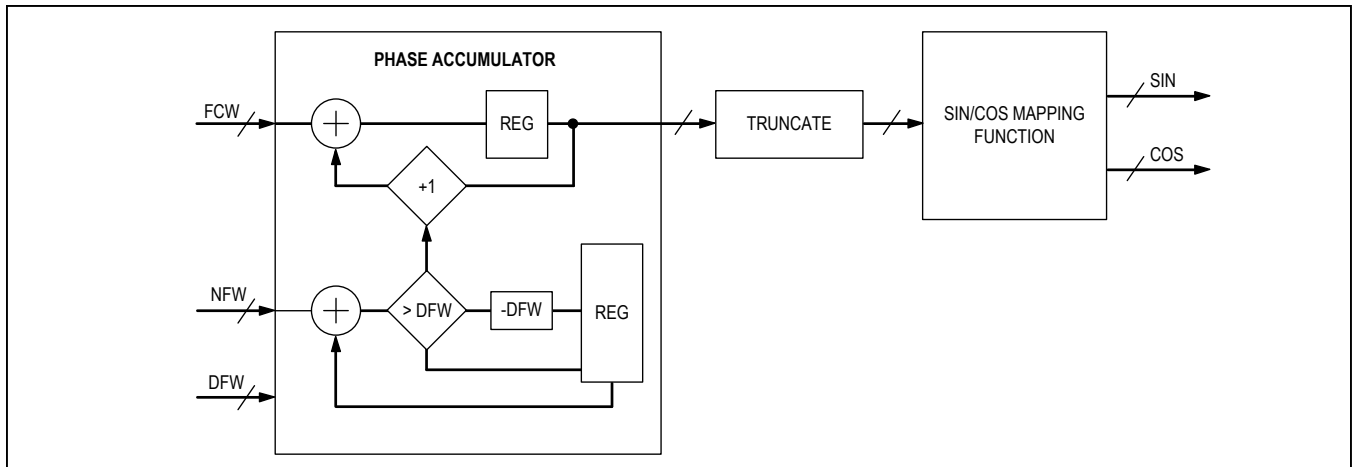 PHASE ACCUMULATOR
FCW
REG
TRUNCATE
SIN/COS MAPPING
FUNCTION
SIN
COS
+1
NFW
> DFW
-DFW
REG
DFW